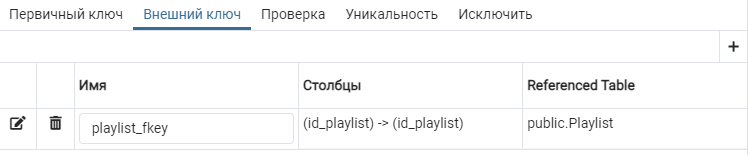 Первичный ключ Внешний ключ Проверка Уникальность Исключить
+
Имя Столбцы Referenced Table
playlist_fkey (id_playlist) -> (id_playlist) public.Playlist